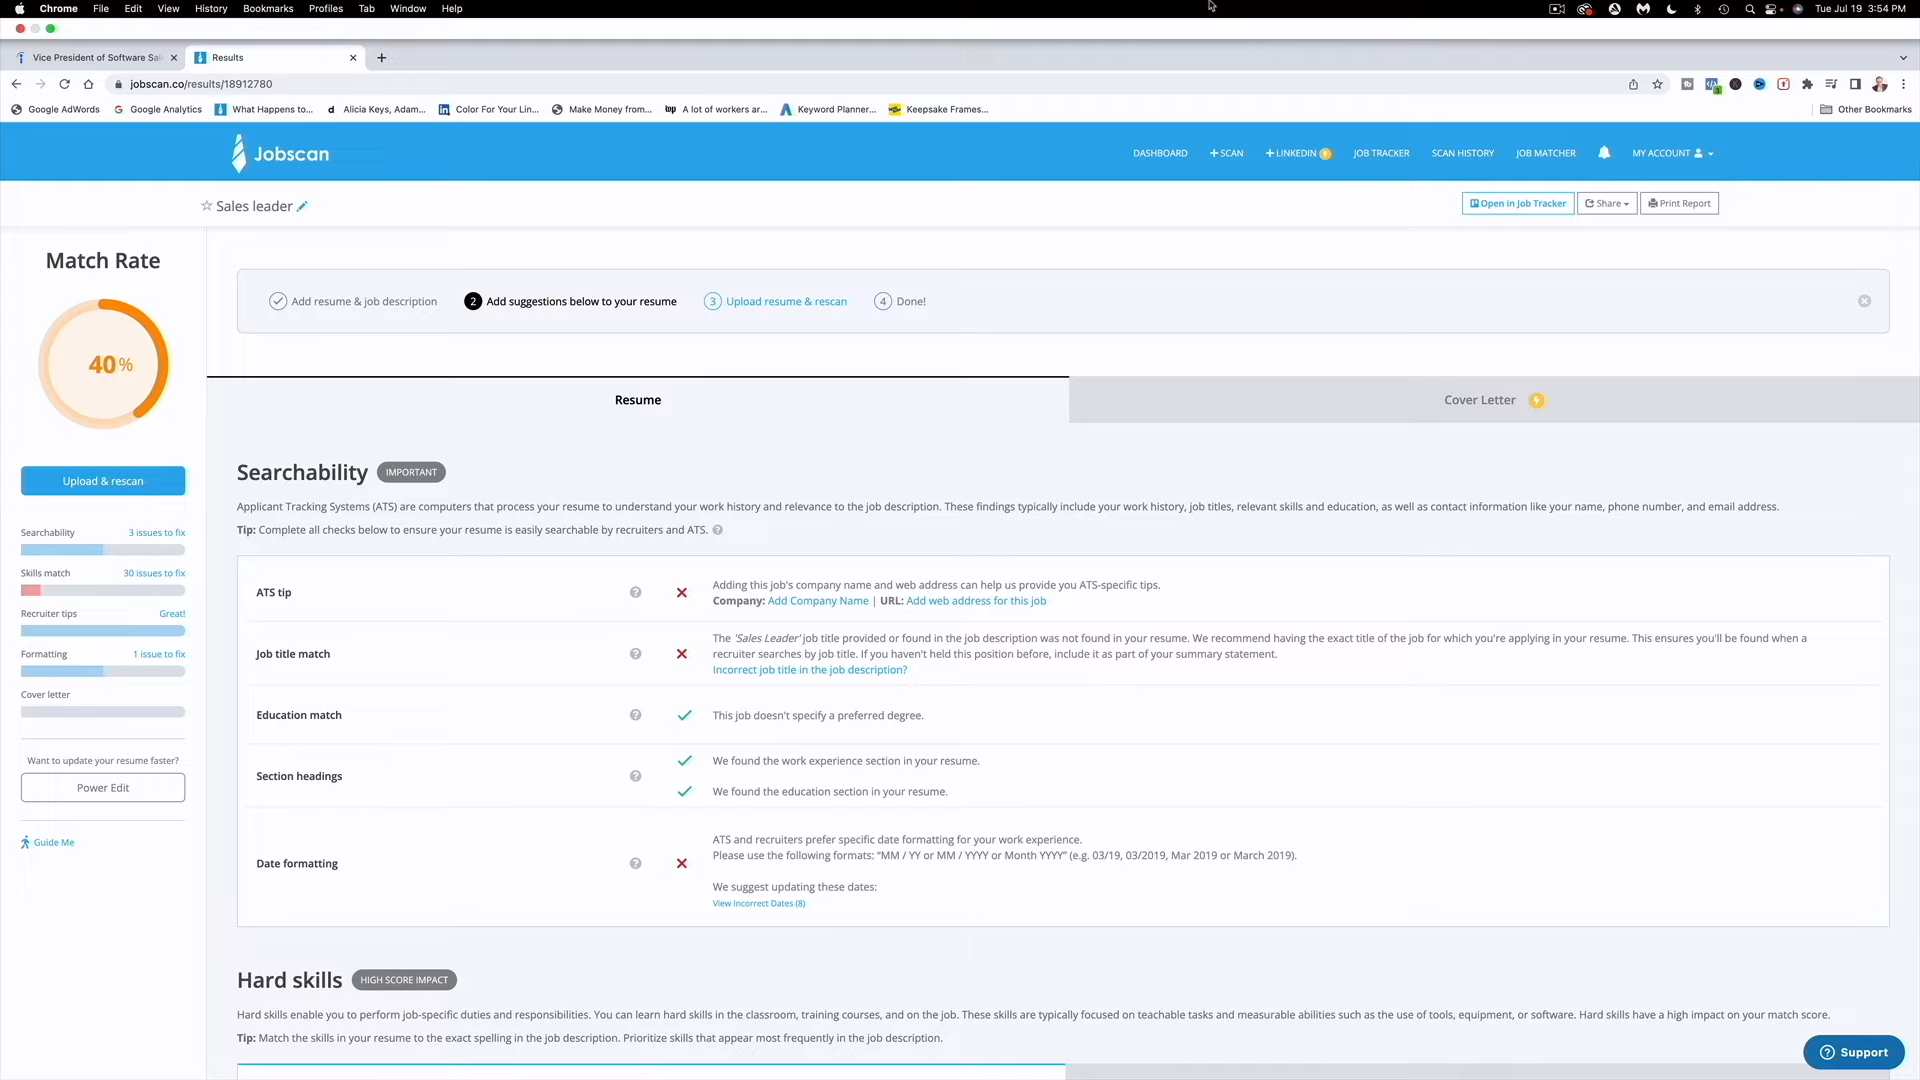 Chrome File Edit View History Bookmarks Profiles Tab Window Help
Tue Jul 19 3:54 PM
Vice President of Software Sal
Results
jobscan.co/results/18912780
Google AdWords
Google Analytics
What Happens to...
Alicia Keys, Adam...
Color For Your Lin...
Make Money from...
A lot of workers ar...
Keyword Planner...
Keepsake Frames...
Other Bookmarks
Jobscan
DASHBOARD
+ SCAN
+ LINKEDIN
JOB TRACKER
SCAN HISTORY
JOB MATCHER
MY ACCOUNT
Sales leader
Open in Job Tracker
Share
Print Report
Match Rate
40%
Upload & rescan
Searchability 3 issues to fix
Skills match 30 issues to fix
Recruiter tips Great!
Formatting 1 issue to fix
Cover letter
Want to update your resume faster?
Power Edit
Guide Me
Add resume & job description
2 Add suggestions below to your resume
3 Upload resume & rescan
4 Done!
Resume
Cover Letter
Searchability IMPORTANT
Applicant Tracking Systems (ATS) are computers that process your resume to understand your work history and relevance to the job description. These findings typically include your work history, job titles, relevant skills and education, as well as contact information like your name, phone number, and email address.
Tip: Complete all checks below to ensure your resume is easily searchable by recruiters and ATS.
ATS tip
Adding this job's company name and web address can help us provide you ATS-specific tips.
Company: Add Company Name | URL: Add web address for this job
Job title match
The 'Sales Leader' job title provided or found in the job description was not found in your resume. We recommend having the exact title of the job for which you're applying in your resume. This ensures you'll be found when a
recruiter searches by job title. If you haven't held this position before, include it as part of your summary statement.
Incorrect job title in the job description?
Education match
This job doesn't specify a preferred degree.
Section headings
We found the work experience section in your resume.
We found the education section in your resume.
Date formatting
ATS and recruiters prefer specific date formatting for your work experience.
Please use the following formats: “MM / YY or MM / YYYY or Month YYYY” (e.g. 03/19, 03/2019, Mar 2019 or March 2019).
We suggest updating these dates:
View Incorrect Dates (8)
Hard skills HIGH SCORE IMPACT
Hard skills enable you to perform job-specific duties and responsibilities. You can learn hard skills in the classroom, training courses, and on the job. These skills are typically focused on teachable tasks and measurable abilities such as the use of tools, equipment, or software. Hard skills have a high impact on your match score.
Tip: Match the skills in your resume to the exact spelling in the job description. Prioritize skills that appear most frequently in the job description.
Support